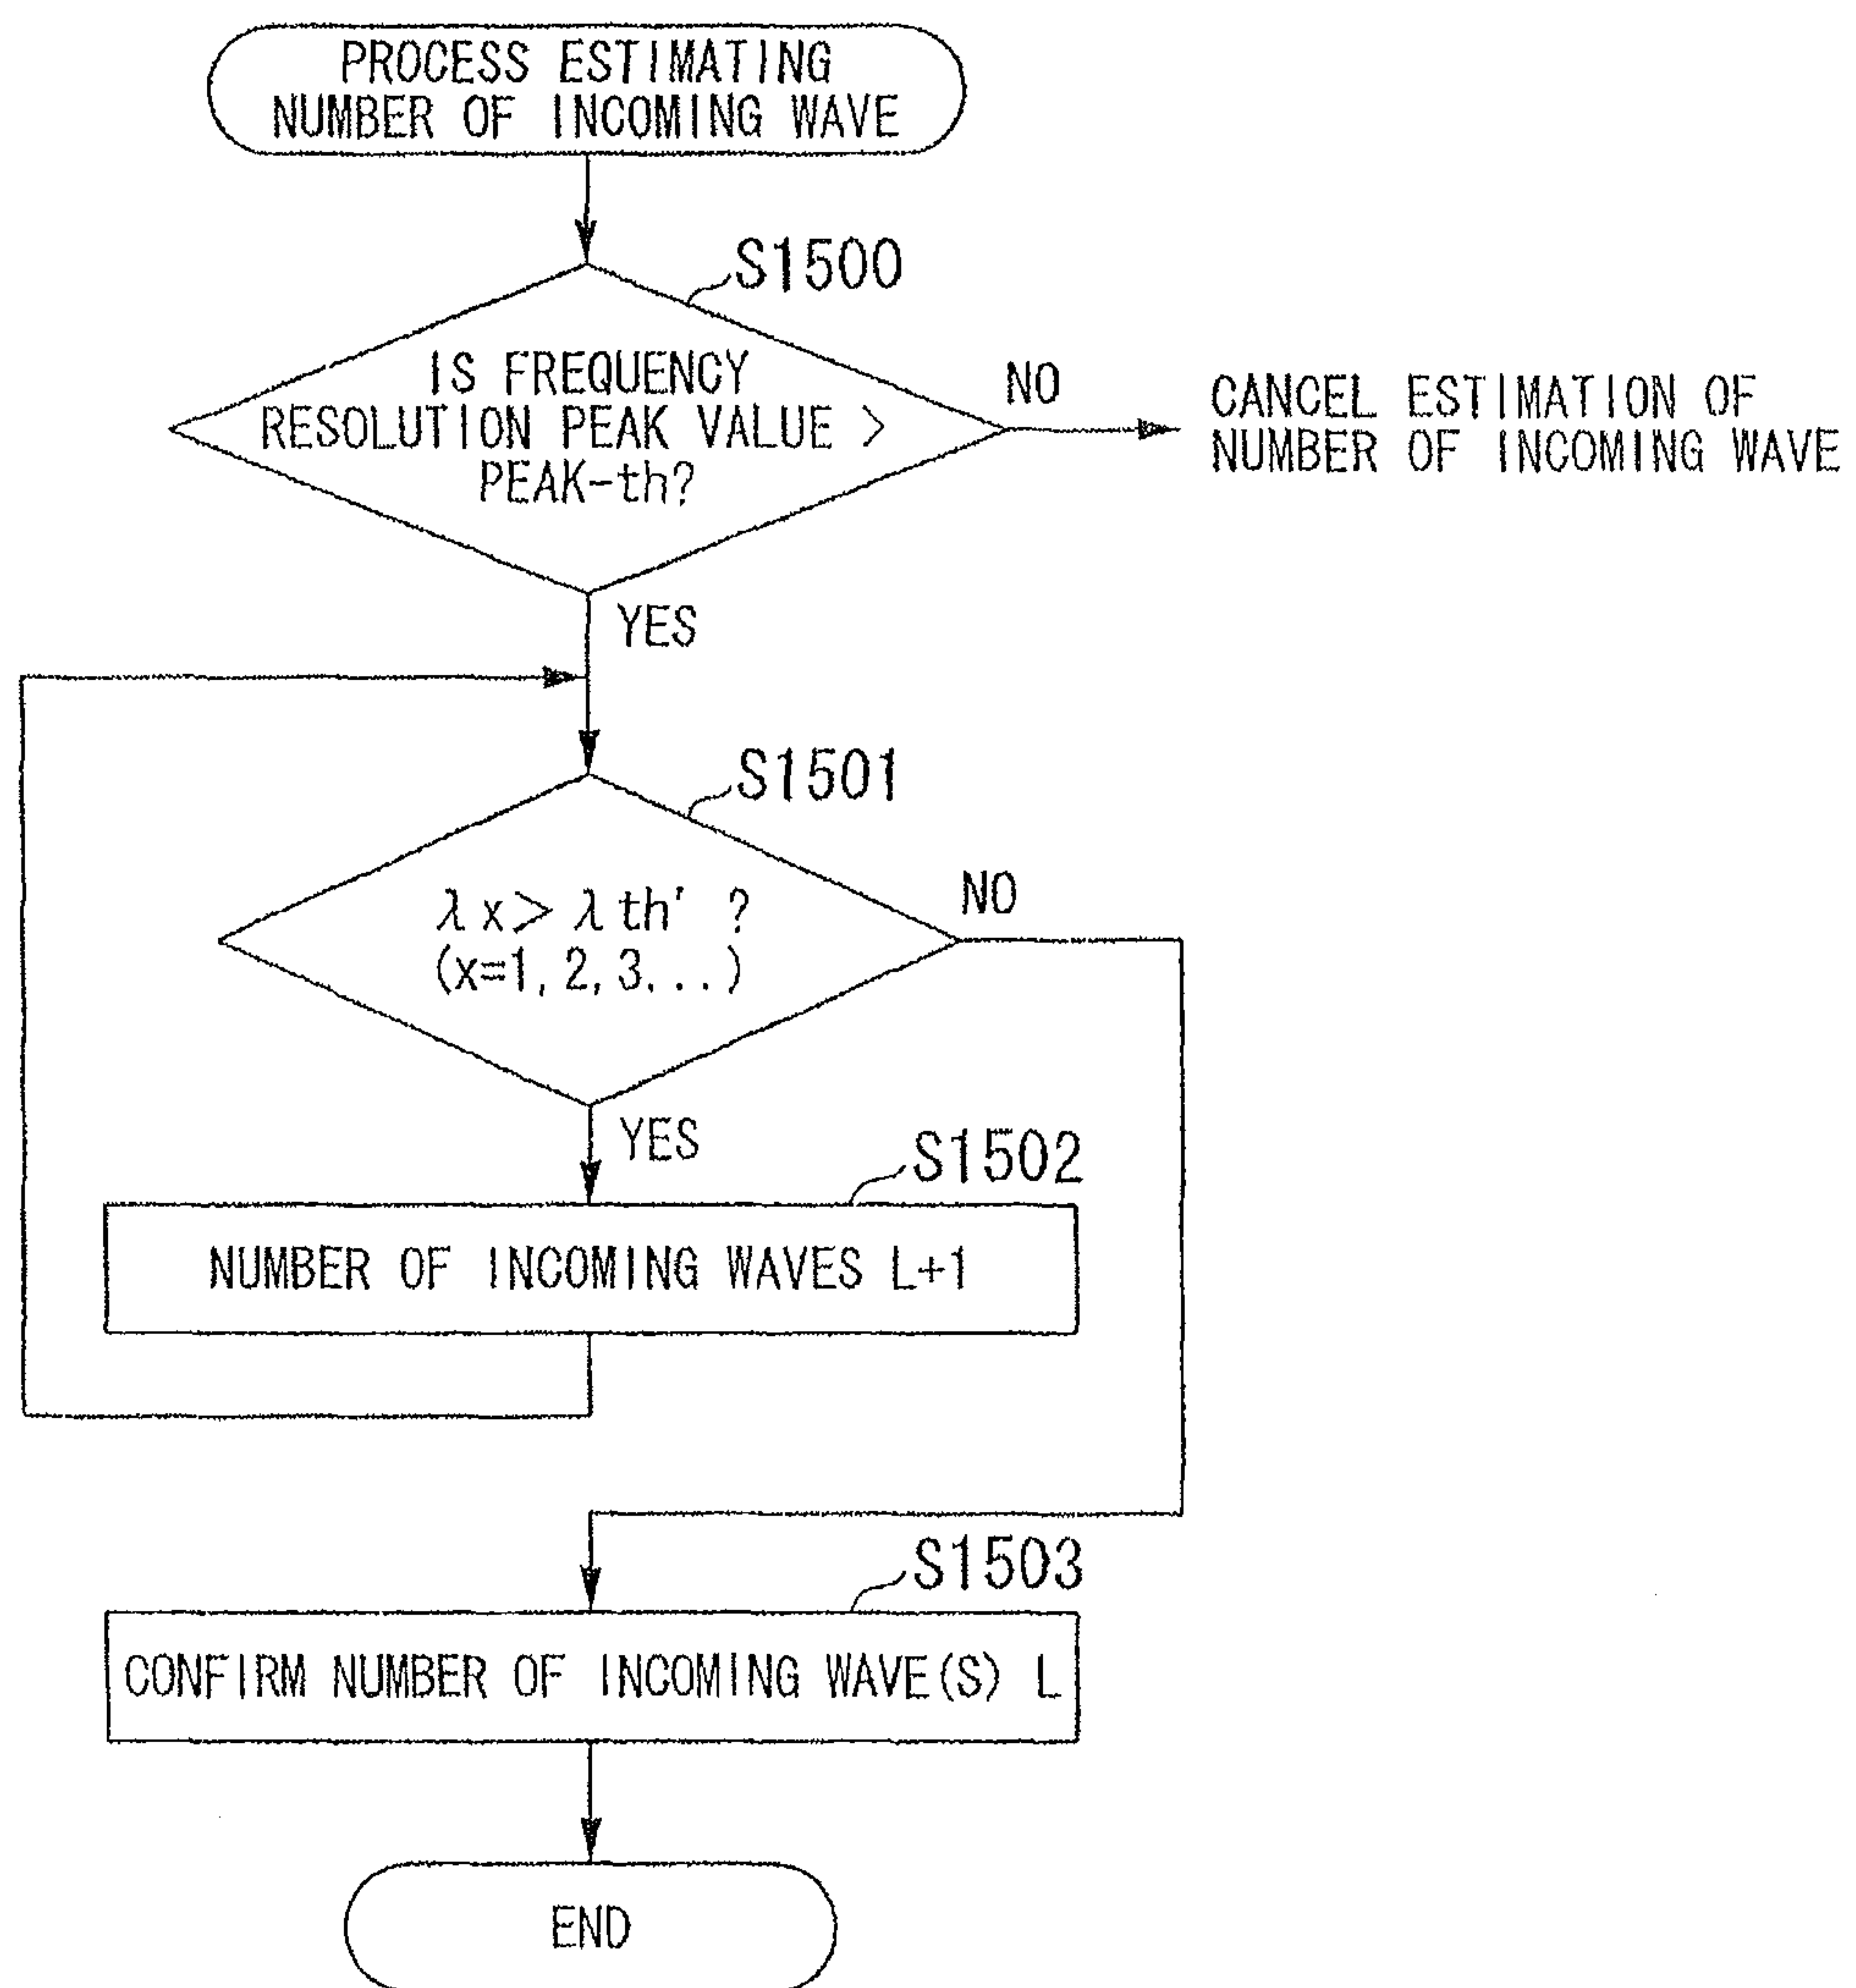 PROCESS ESTIMATING
NUMBER OF INCOMING WAVE
S1500
IS FREQUENCY
RESOLUTION PEAK VALUE >
PEAK-th?
NO
CANCEL ESTIMATION OF
NUMBER OF INCOMING WAVE
YES
S1501
λx > λth' ?
(x=1, 2, 3...)
NO
YES
S1502
NUMBER OF INCOMING WAVES L+1
S1503
CONFIRM NUMBER OF INCOMING WAVE(S) L
END